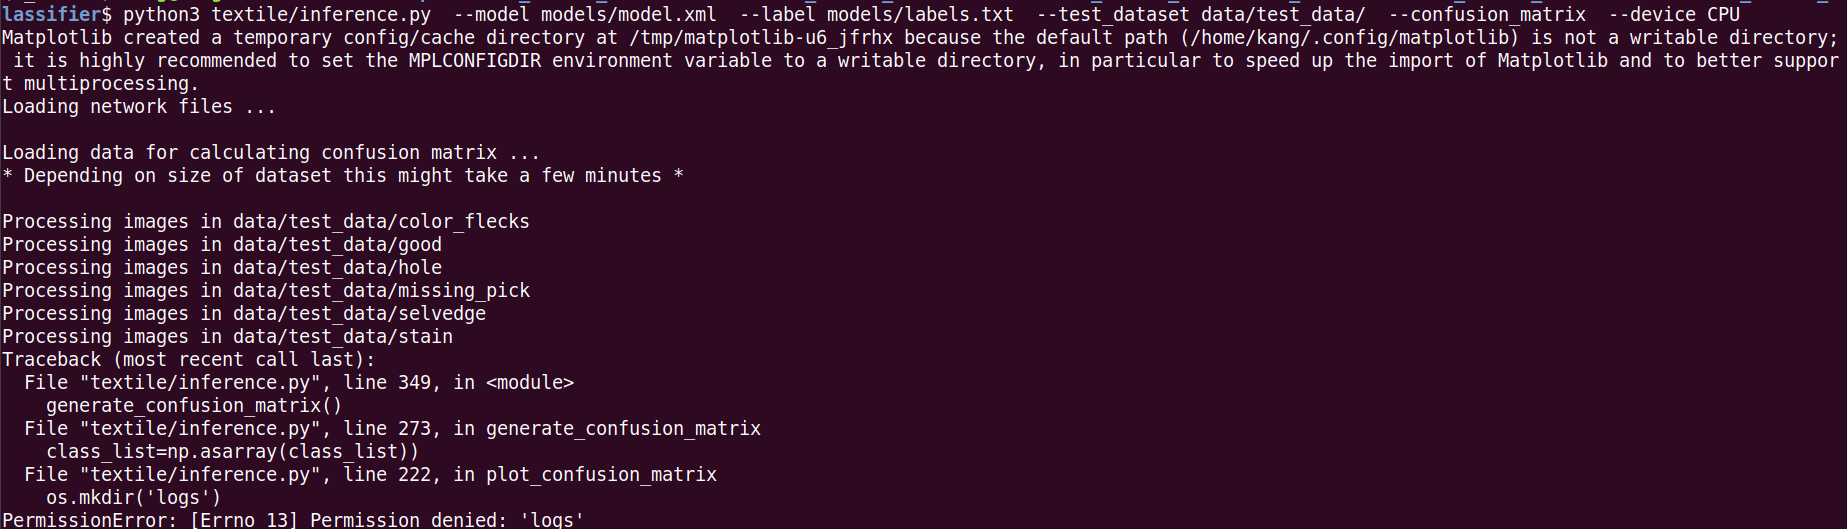 lassifier$ python3 textile/inference.py  --model models/model.xml  --label models/labels.txt  --test_dataset data/test_data/  --confusion_matrix  --device CPU
Matplotlib created a temporary config/cache directory at /tmp/matplotlib-u6_jfrhx because the default path (/home/kang/.config/matplotlib) is not a writable directory;
 it is highly recommended to set the MPLCONFIGDIR environment variable to a writable directory, in particular to speed up the import of Matplotlib and to better suppor
t multiprocessing.
Loading network files ...
Loading data for calculating confusion matrix ...
* Depending on size of dataset this might take a few minutes *
Processing images in data/test_data/color_flecks
Processing images in data/test_data/good
Processing images in data/test_data/hole
Processing images in data/test_data/missing_pick
Processing images in data/test_data/selvedge
Processing images in data/test_data/stain
Traceback (most recent call last):
  File "textile/inference.py", line 349, in <module>
    generate_confusion_matrix()
  File "textile/inference.py", line 273, in generate_confusion_matrix
    class_list=np.asarray(class_list))
  File "textile/inference.py", line 222, in plot_confusion_matrix
    os.mkdir('logs')
PermissionError: [Errno 13] Permission denied: 'logs'